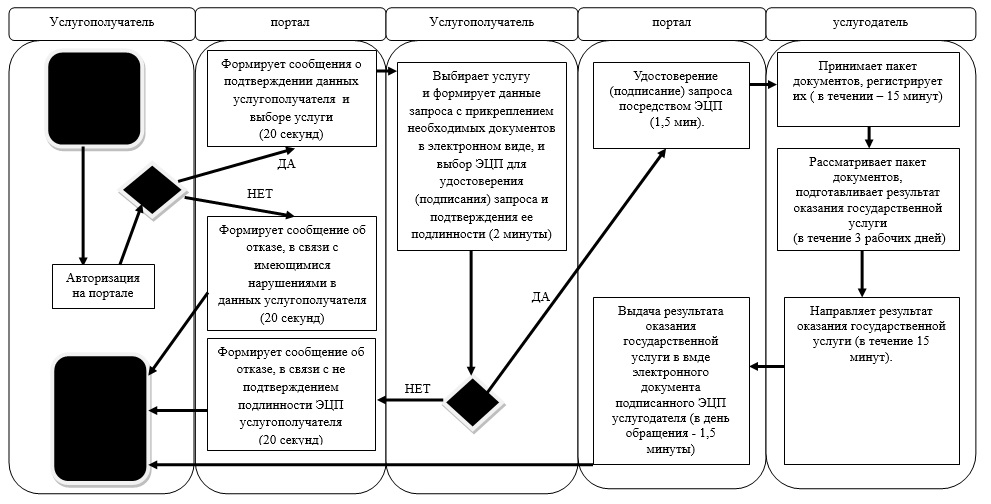 Услугополучатель
портал
Услугополучатель
портал
услугодатель
Авторизация
на портале
Формирует сообщения о
подтверждении данных
услугополучателя и
выборе услуги
(20 секунд)
ДА
НЕТ
Формирует сообщение об
отказе, в связи с
имеющимися
нарушениями в
данных услугополучателя
(20 секунд)
Формирует сообщение об
отказе, в связи с не
подтверждением
подлинности ЭЦП
услугополучателя
(20 секунд)
Выбирает услугу
и формирует данные
запроса с прикреплением
необходимых документов
в электронном виде, и
выбор ЭЦП для
удостоверения
(подписания) запроса и
подтверждения ее
подлинности (2 минуты)
НЕТ
ДА
Удостоверение
(подписание) запроса
посредством ЭЦП
(1,5 мин).
Выдача результата
оказания
государственной
услуги в вмде
электронного
документа
подписанного ЭЦП
услугодателя (в день
обращения - 1,5
минуты)
Принимает пакет
документов, регистрирует
их ( в течении – 15 минут)
Рассматривает пакет
документов,
подготавливает результат
оказания государственной
услуги
(в течение 3 рабочих дней)
Направляет результат
оказания государственной
услуги (в течение 15
минут).